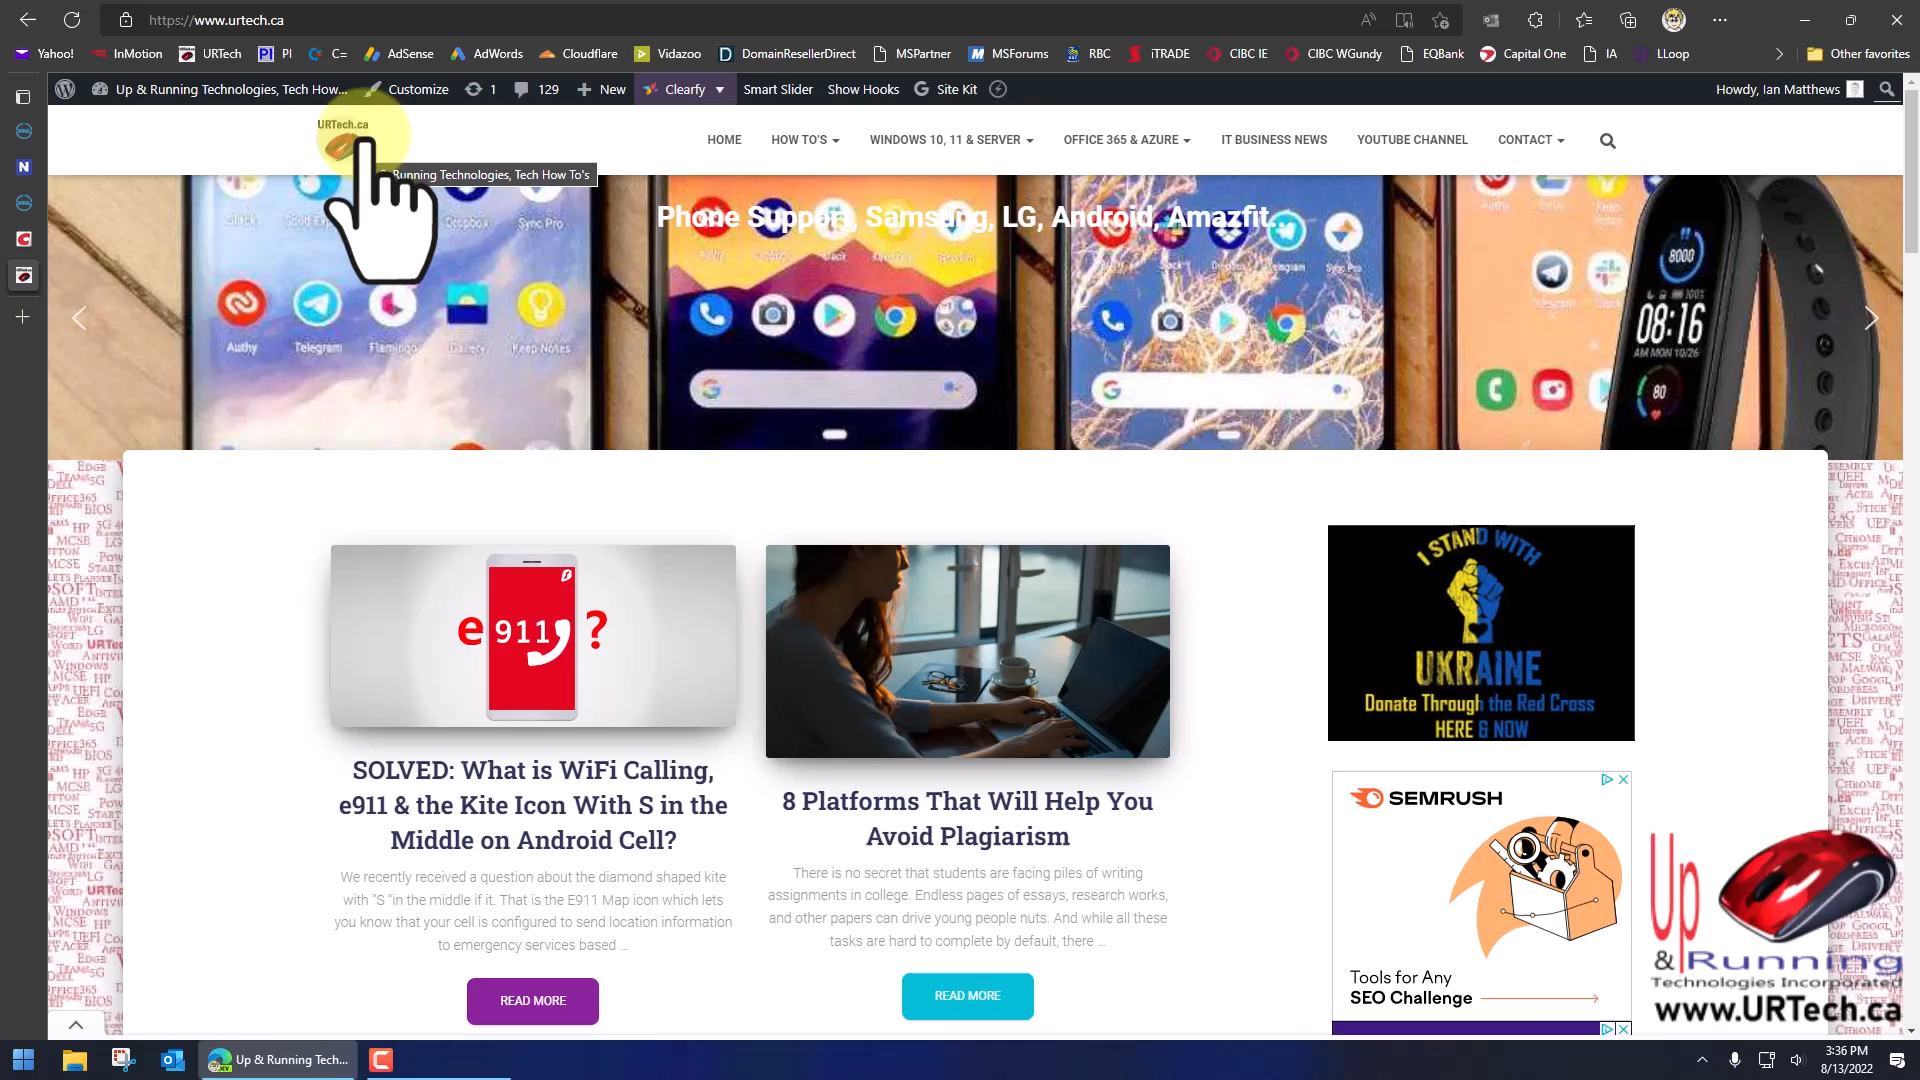 https://www.urtech.ca
Yahoo! InMotion URTech PI C= AdSense AdWords Cloudflare Vidazoo DomainResellerDirect MSPartner MSForums RBC iTRADE CIBC IE CIBC WGundy EQBank Capital One IA LLoop Other favorites
Up & Running Technologies, Tech How... Customize 1 129 New Clearfy Smart Slider Show Hooks Site Kit Howdy, Ian Matthews
URTech.ca
HOME HOW TO'S WINDOWS 10, 11 & SERVER OFFICE 365 & AZURE IT BUSINESS NEWS YOUTUBE CHANNEL CONTACT
Running Technologies, Tech How To's
Phone Support, Samsung, LG, Android, Amazfit...
Dropbox Sync Pro
8000
08:16
AM MON 10/26
80
Authy Telegram Flamingo Gallery Keep Notes
e 911 ?
I STAND WITH
UKRAINE
Donate Through the Red Cross
HERE & NOW
SOLVED: What is WiFi Calling,
e911 & the Kite Icon With S in the
Middle on Android Cell?
We recently received a question about the diamond shaped kite
with "S "in the middle if it. That is the E911 Map icon which lets
you know that your cell is configured to send location information
to emergency services based ...
READ MORE
8 Platforms That Will Help You
Avoid Plagiarism
There is no secret that students are facing piles of writing
assignments in college. Endless pages of essays, research works,
and other papers can drive young people nuts. And while all these
tasks are hard to complete by default, there ...
READ MORE
SEMRUSH
Tools for Any
SEO Challenge
Up
& Running
Technologies Incorporated
www.URTech.ca
Up & Running Tech...
3:36 PM
8/13/2022